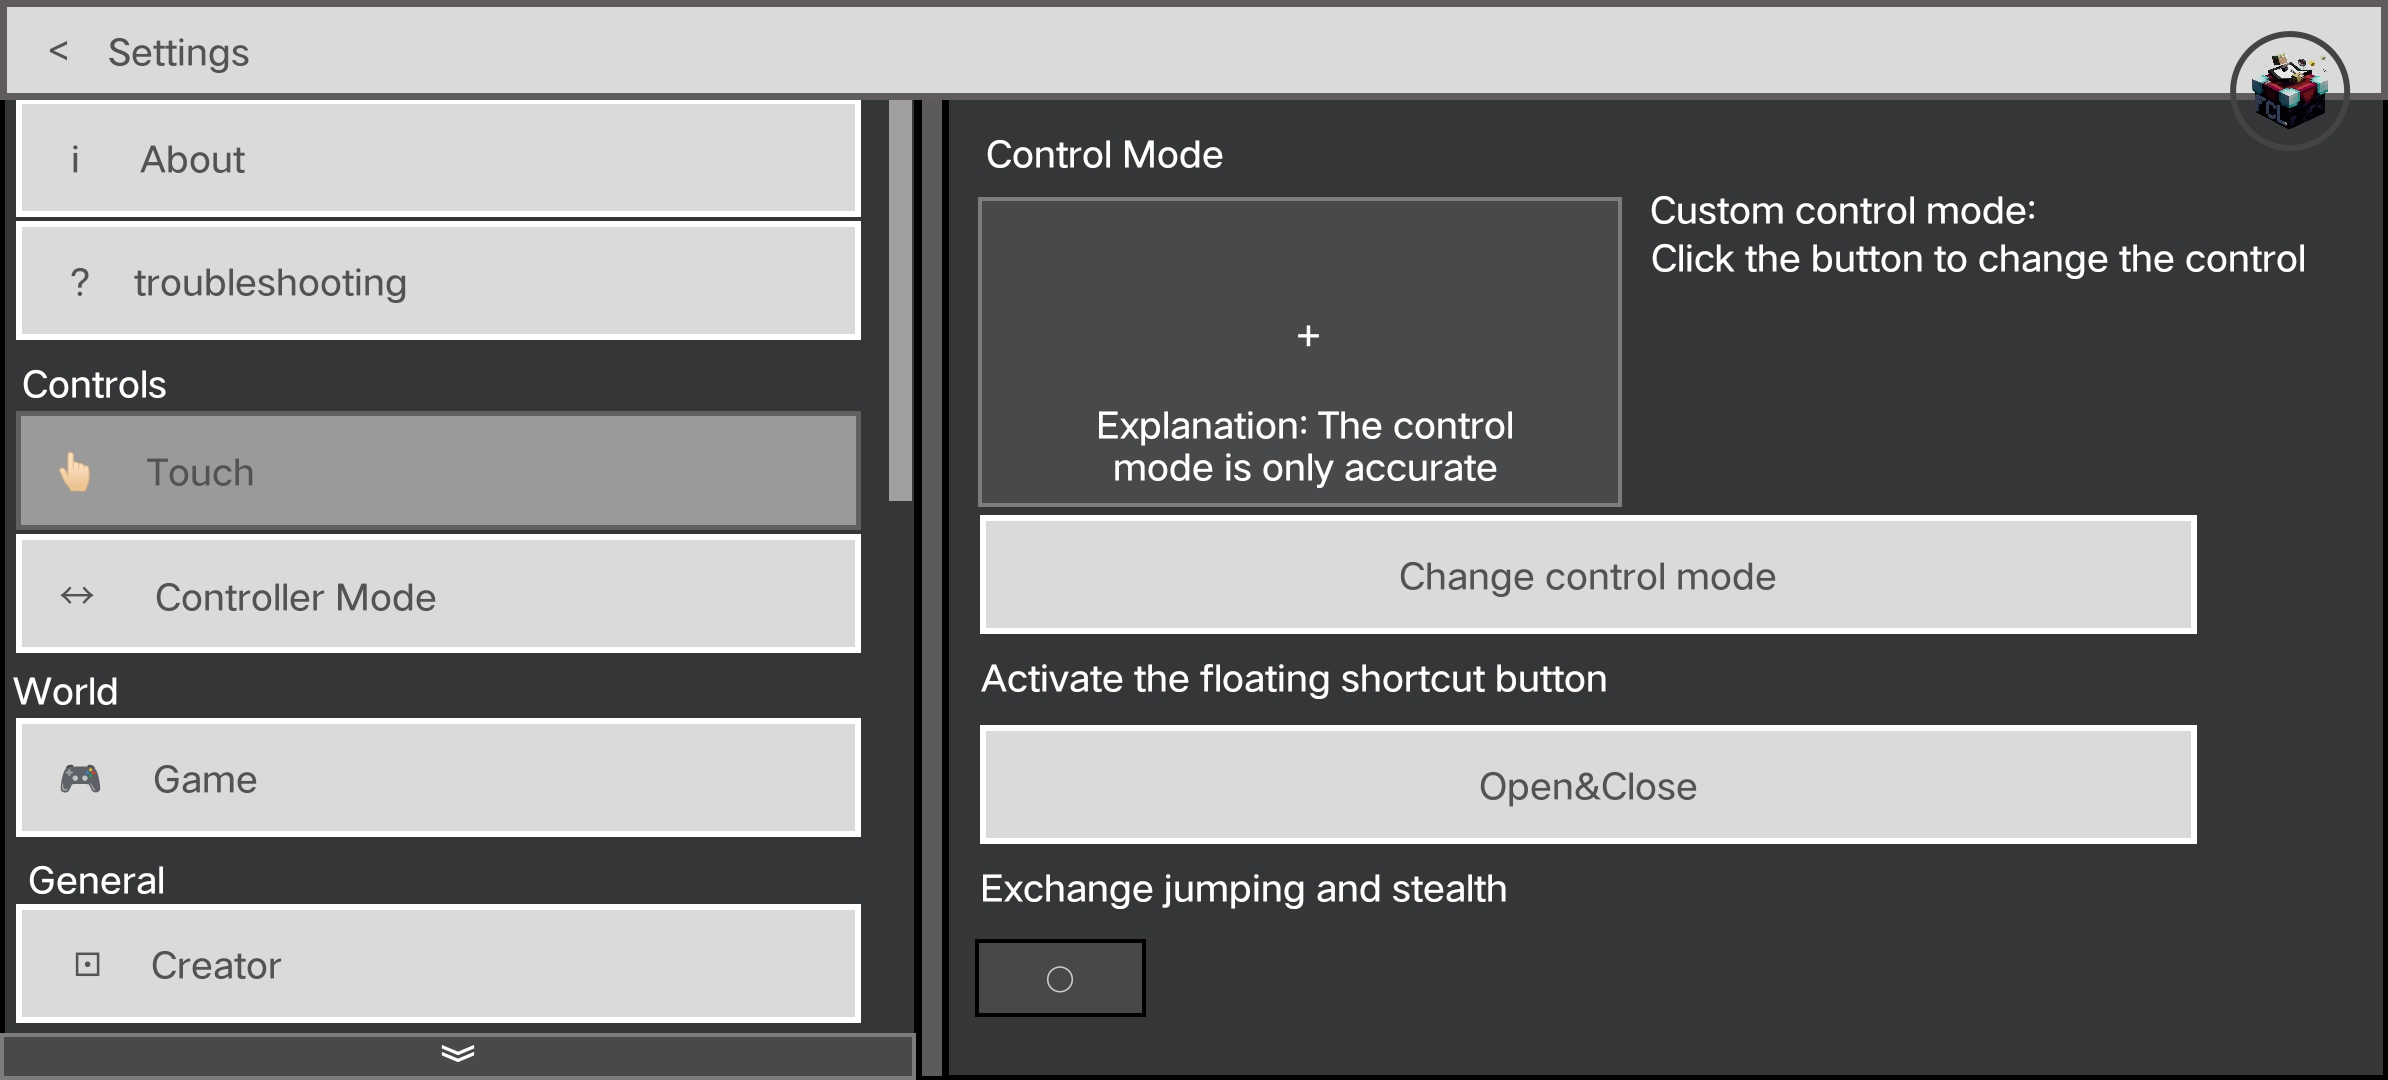 < Settings
i About
? troubleshooting
Controls
Touch
Controller Mode
World
Game
General
Creator
Control Mode
+
Explanation: The control
mode is only accurate
Custom control mode:
Click the button to change the control
Change control mode
Activate the floating shortcut button
Open&Close
Exchange jumping and stealth
FCL